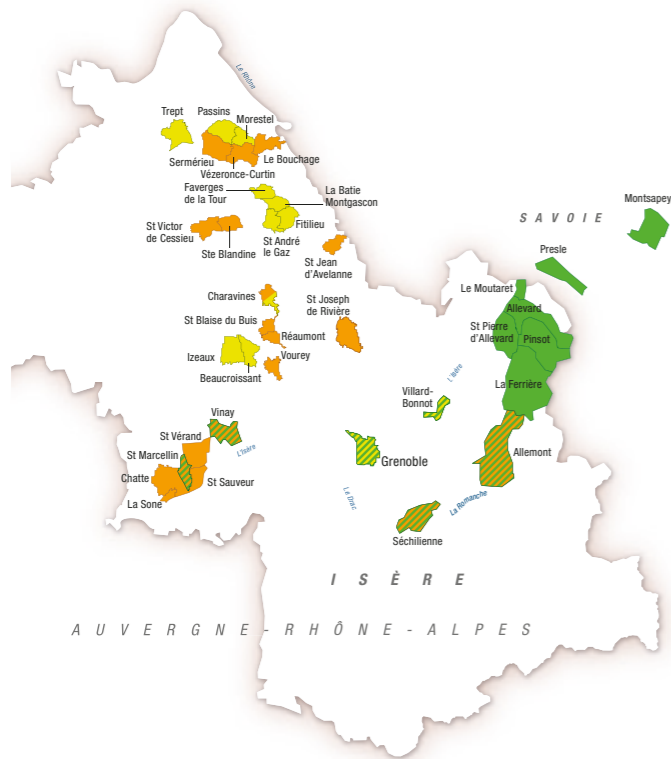 Le Rhône
Trept
Passins
Morestel
Sermérieu
Le Bouchage
Vézeronce-Curtin
Faverges
de la Tour
La Batie
Montgascon
Montsapey
SAVOIE
St Victor
de Cessieu
Fitilieu
Ste Blandine
St André
le Gaz
St Jean
d'Avelanne
Presle
Le Moutaret
Charavines
St Joseph
de Rivière
Allevard
St Blaise du Buis
Réaumont
St Pierre
d'Allevard
Pinsot
Izeaux
Vourey
Beaucroissant
L'Isère
La Ferrière
Villard-
Bonnot
Vinay
St Vérand
L'Isère
St Marcellin
Grenoble
Allemont
Chatte
St Sauveur
La Sone
Le Drac
La Romanche
Séchilienne
ISÈRE
AUVERGNE-RHÔNE-ALPES